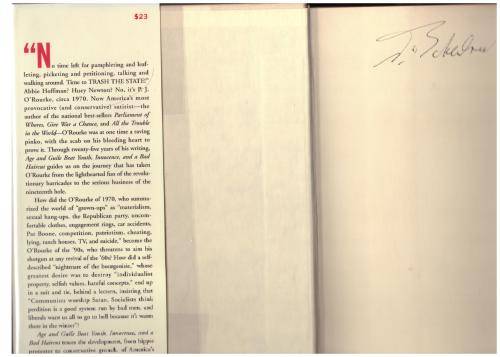 $23
"No time left for pamphleting and leaf-
leting, picketing and petitioning, talking and
walking around. Time to TRASH THE STATE!"
Abbie Hoffman? Huey Newton? No, it's P. J.
O'Rourke, circa 1970. Now America's most
provocative (and conservative) satirist—the
author of the national best-sellers Parliament of
Whores, Give War a Chance, and All the Trouble
in the World—O'Rourke was at one time a raving
pinko, with the scab on his bleeding heart to
prove it. Through twenty-five years of his writing,
Age and Guile Beat Youth, Innocence, and a Bad
Haircut guides us on the journey that has taken
O'Rourke from the lighthearted fun of the revolu-
tionary barricades to the serious business of the
nineteenth hole.
How did the O'Rourke of 1970, who summa-
rized the world of "grown-ups" as "materialism,
sexual hang-ups, the Republican party, uncom-
fortable clothes, engagement rings, car accidents,
Pat Boone, competition, patriotism, cheating,
lying, ranch houses, TV, and suicide," become the
O'Rourke of the '90s, who threatens to aim his
shotgun at any revival of the '60s? How did a self-
described "nightmare of the bourgeoisie," whose
greatest desire was to destroy "individualist
property, selfish values, hateful concepts," end up
in a suit and tie, behind a lectern, insisting that
"Communists worship Satan. Socialists think
perdition is a good system run by bad men, and
liberals want us all to go to hell because it's warm
there in the winter"?
Age and Guile Beat Youth, Innocence, and a
Bad Haircut traces the development, from hippie
protester to conservative grouch, of America's